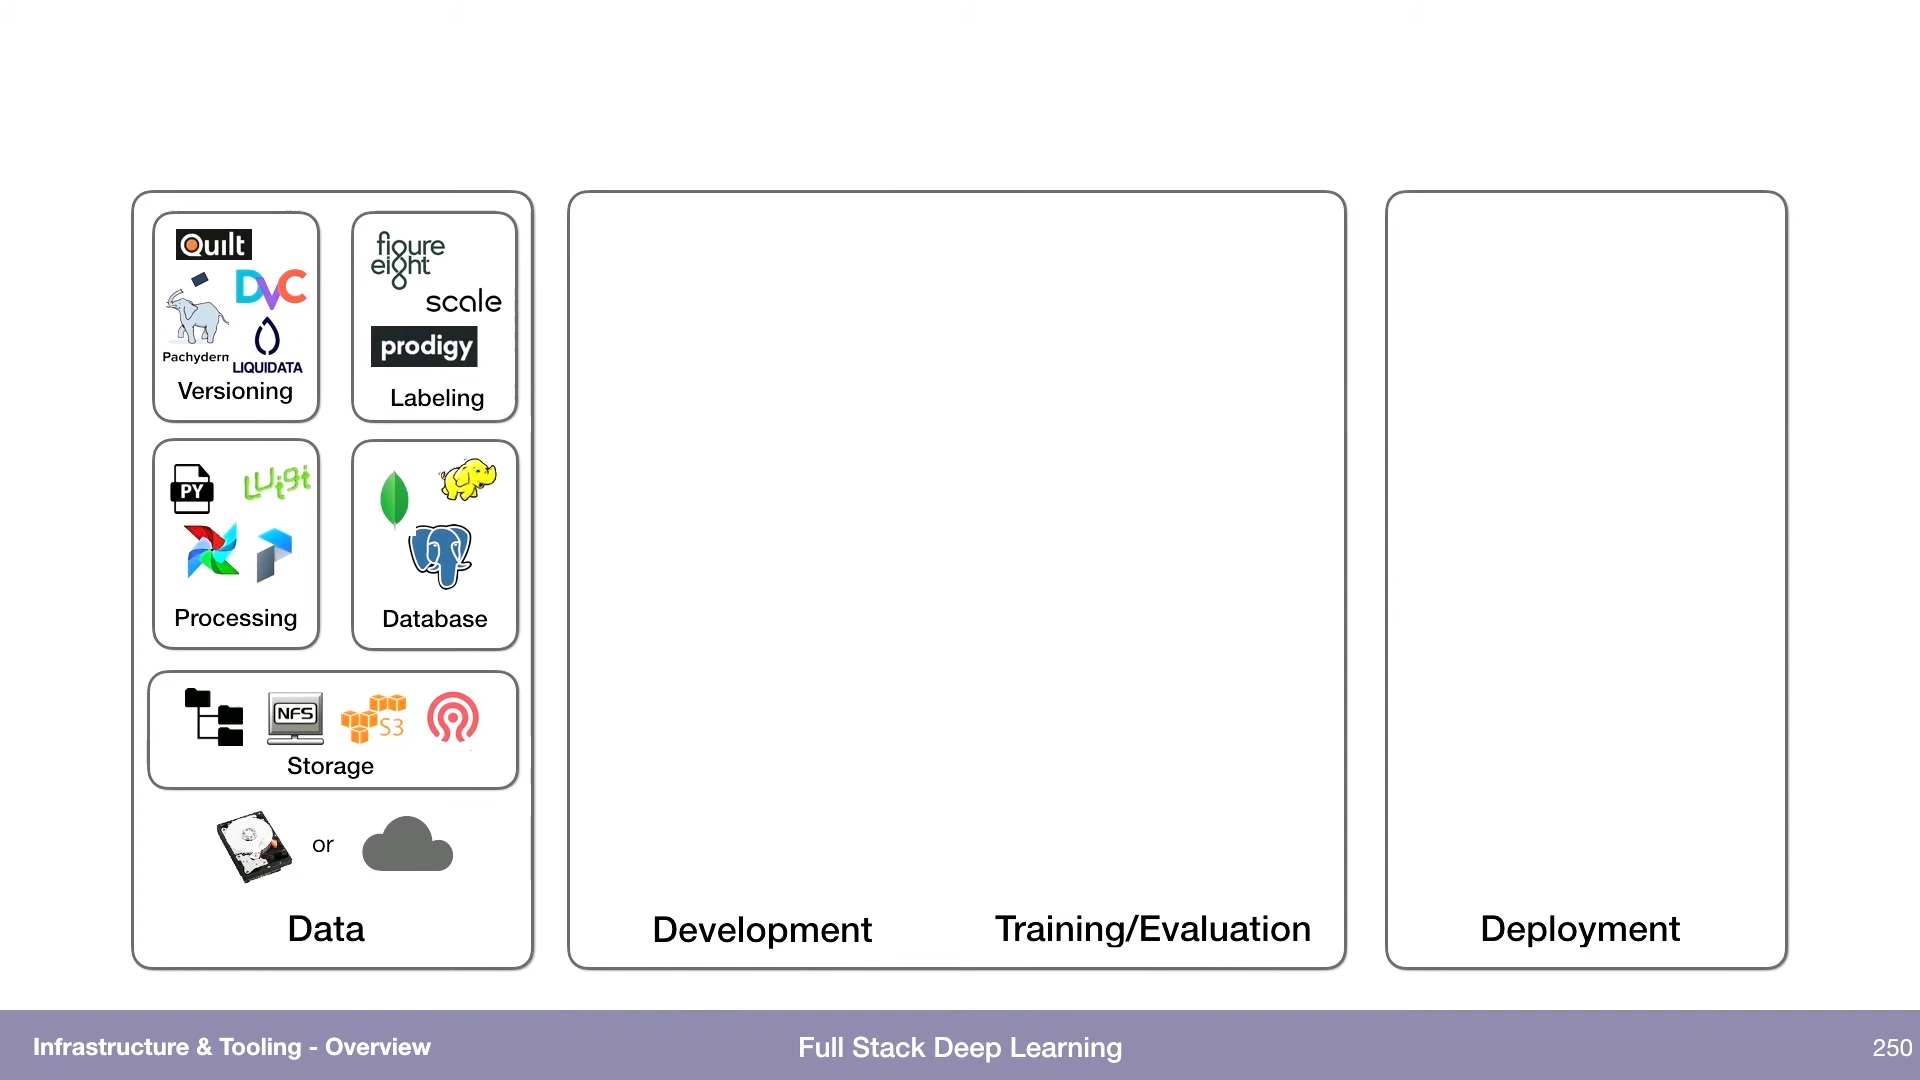 Quilt
DVC
Pachyderm
LIQUIDATA
Versioning
figure
eight
scale
prodigy
Labeling
PY
Luigi
Processing
Database
NFS
S3
Storage
or
Data
Development
Training/Evaluation
Deployment
Infrastructure & Tooling - Overview
Full Stack Deep Learning
250